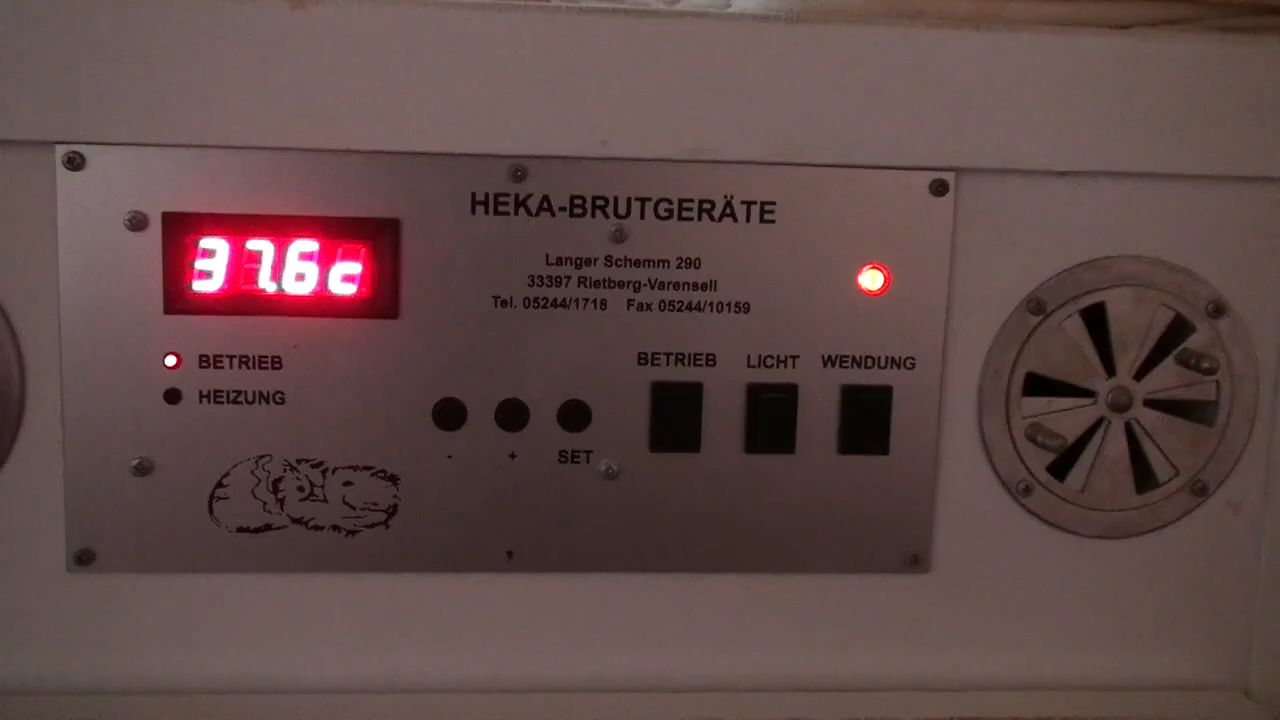 HEKA-BRUTGERÄTE
Langer Schemm 290
33397 Rietberg-Varensell
Tel. 05244/1718 Fax 05244/10159
37.6c
BETRIEB
HEIZUNG
- + SET
BETRIEB LICHT WENDUNG